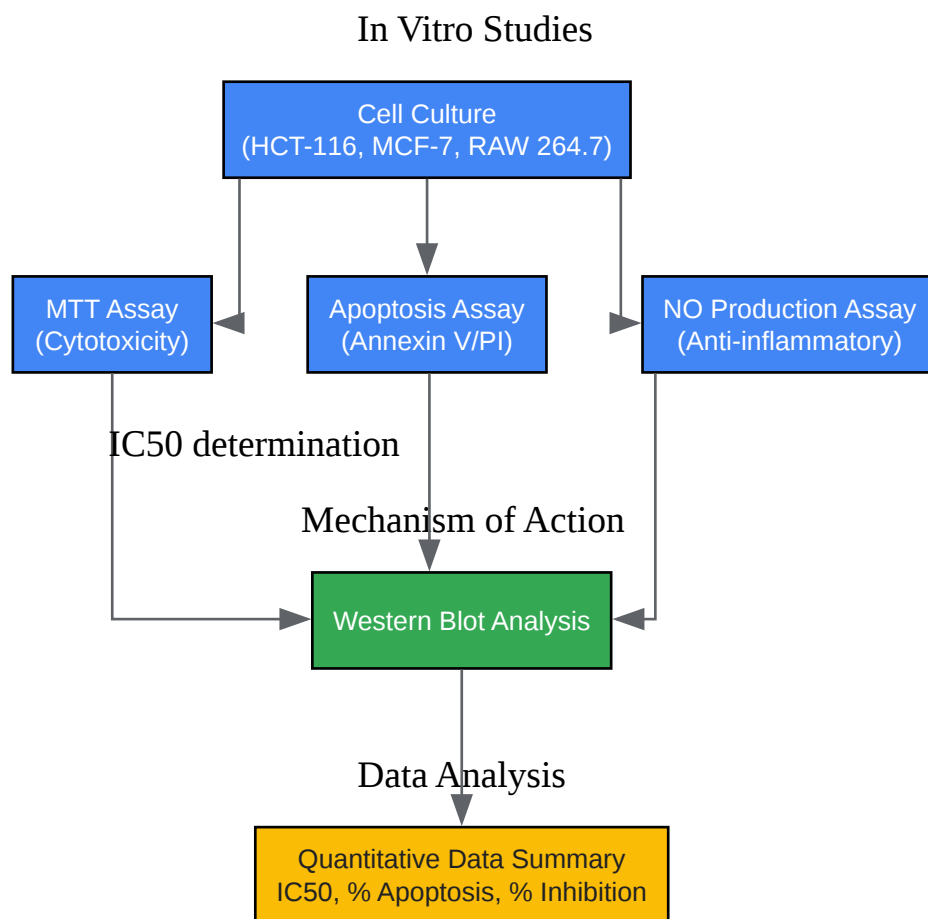 In Vitro Studies
Cell Culture
(HCT-116, MCF-7, RAW 264.7)
MTT Assay
(Cytotoxicity)
Apoptosis Assay
(Annexin V/PI)
NO Production Assay
(Anti-inflammatory)
IC50 determination
Mechanism of Action
Western Blot Analysis
Data Analysis
Quantitative Data Summary
IC50, % Apoptosis, % Inhibition